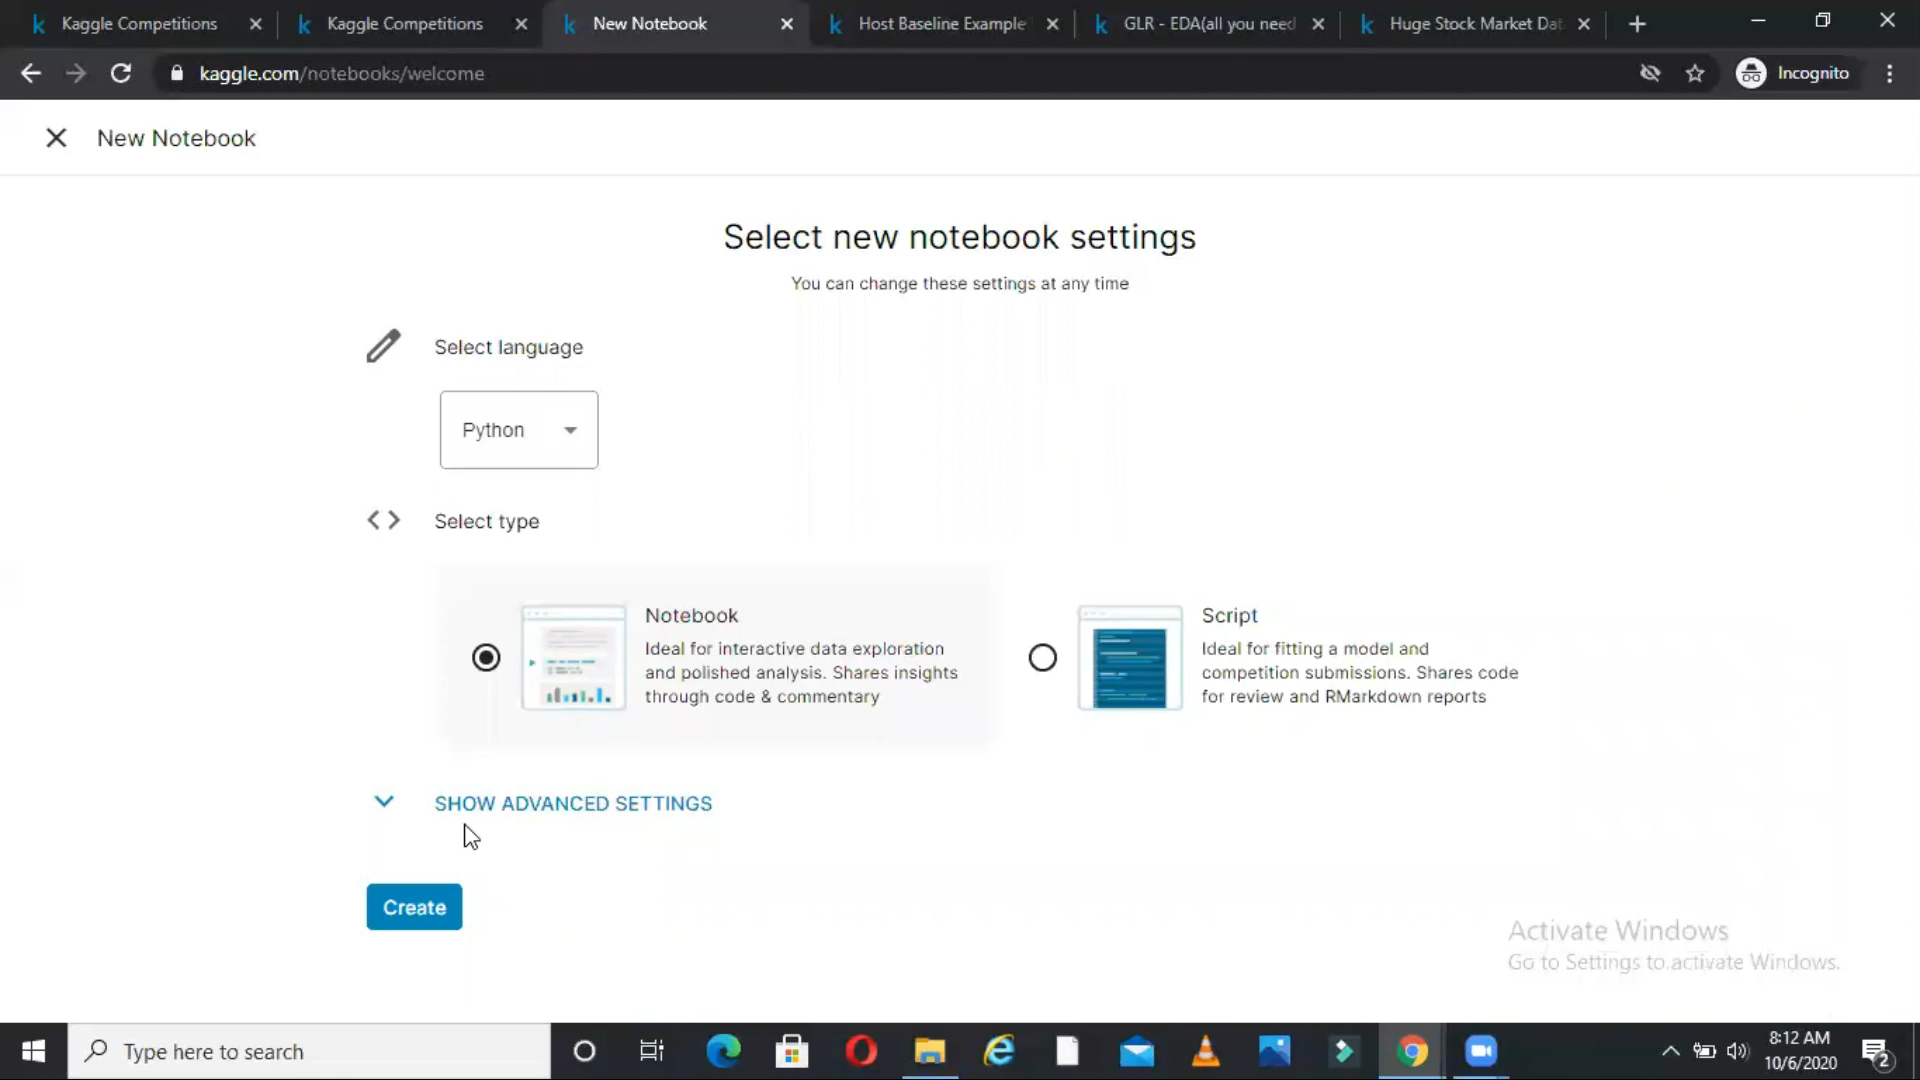 Kaggle Competitions
Kaggle Competitions
New Notebook
Host Baseline Example
GLR - EDA(all you need
Huge Stock Market Dat
kaggle.com/notebooks/welcome
Incognito
New Notebook
Select new notebook settings
You can change these settings at any time
Select language
Python
Select type
Notebook
Ideal for interactive data exploration
and polished analysis. Shares insights
through code & commentary
Script
Ideal for fitting a model and
competition submissions. Shares code
for review and RMarkdown reports
SHOW ADVANCED SETTINGS
Create
Activate Windows
Go to Settings to activate Windows.
Type here to search
8:12 AM
10/6/2020
2